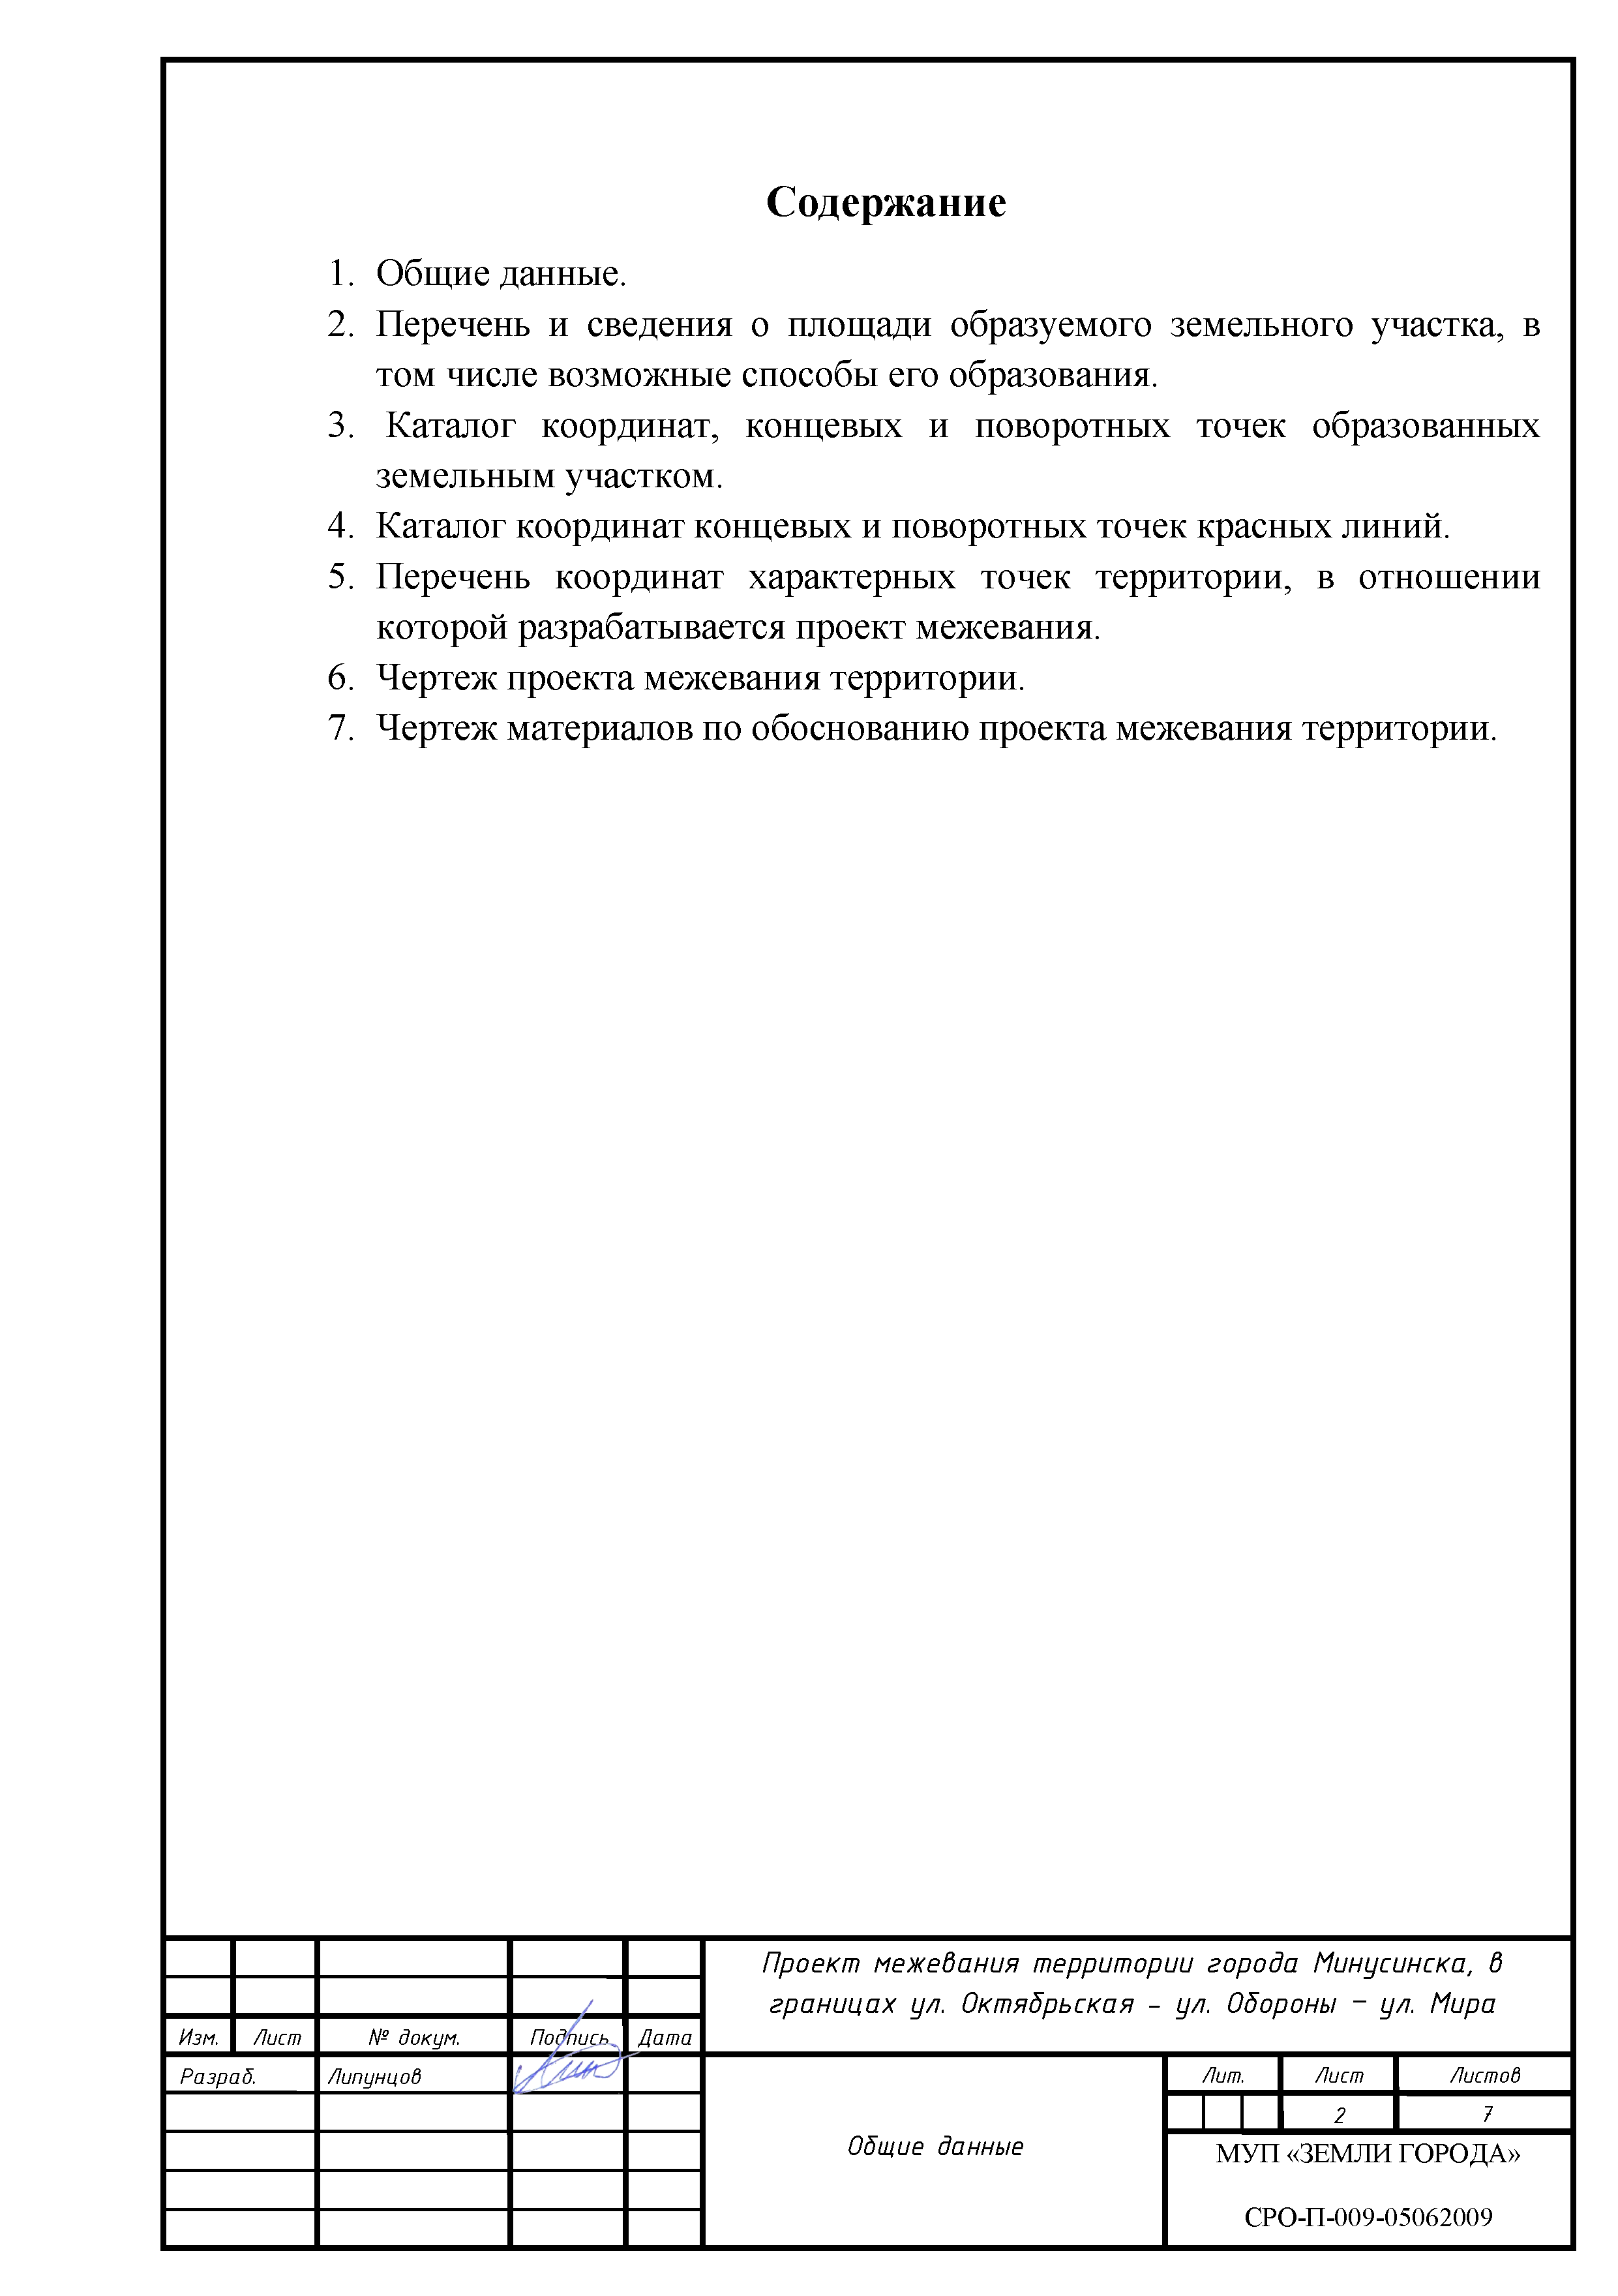 Содержание
1. Общие данные.
2. Перечень и сведения о площади образуемого земельного участка, в
том числе возможные способы его образования.
3. Каталог координат, концевых и поворотных точек образованных
земельным участком.
4. Каталог координат концевых и поворотных точек красных линий.
5. Перечень координат характерных точек территории, в отношении
которой разрабатывается проект межевания.
6. Чертеж проекта межевания территории.
7. Чертеж материалов по обоснованию проекта межевания территории.
Проект межевания территории города Минусинска, в
границах ул. Октябрьская – ул. Обороны – ул. Мира
Изм. Лист № докум. Подпись Дата
Разраб. Липунцов
Общие данные
Лит. Лист Листов
2 7
МУП «ЗЕМЛИ ГОРОДА»
СРО-П-009-05062009